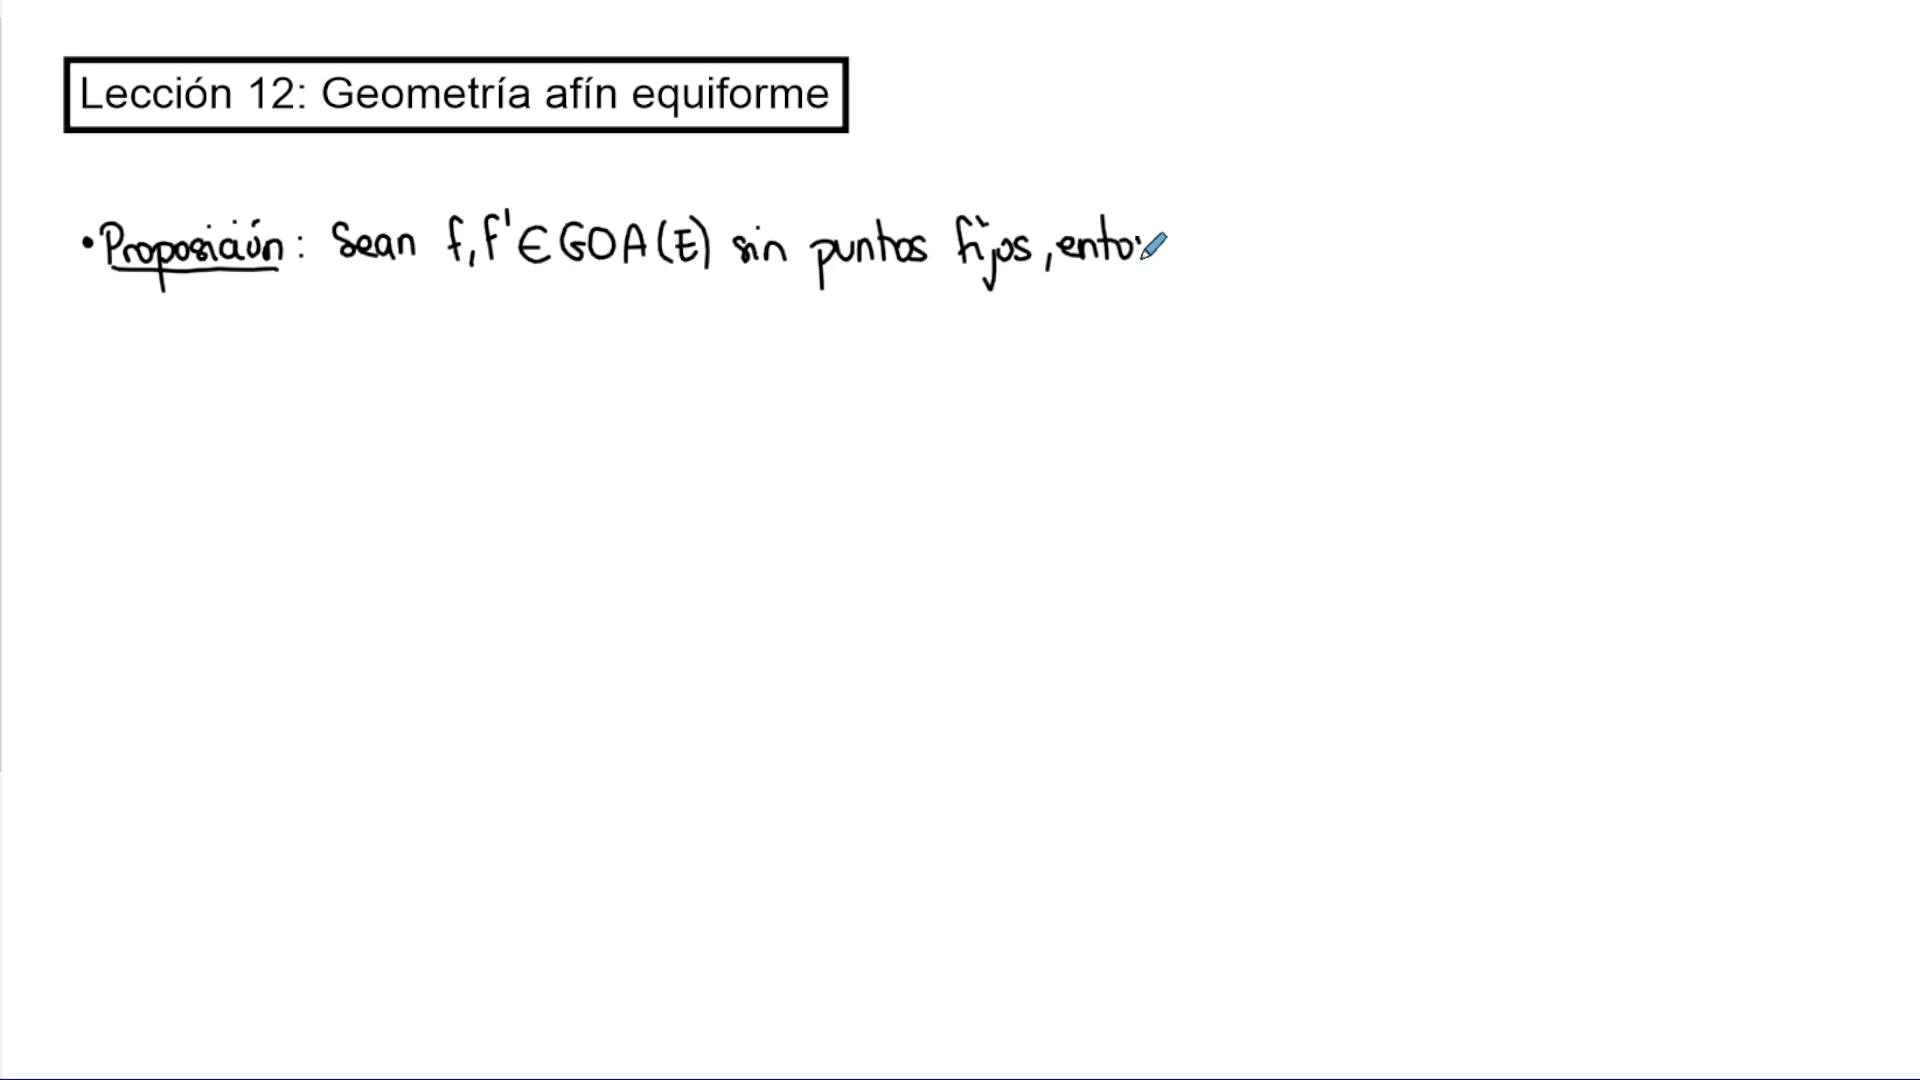 Lección 12: Geometría afín equiforme
•Proposición: Sean f, f' ∈ GOA(E) sin puntos fijos, ento